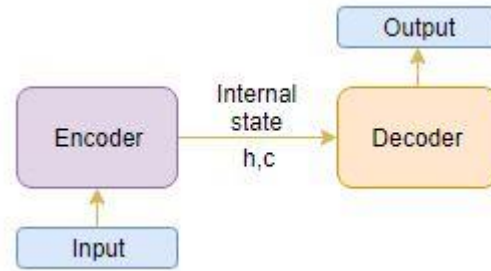 Output
Internal
state
h,c
Encoder
Decoder
Input